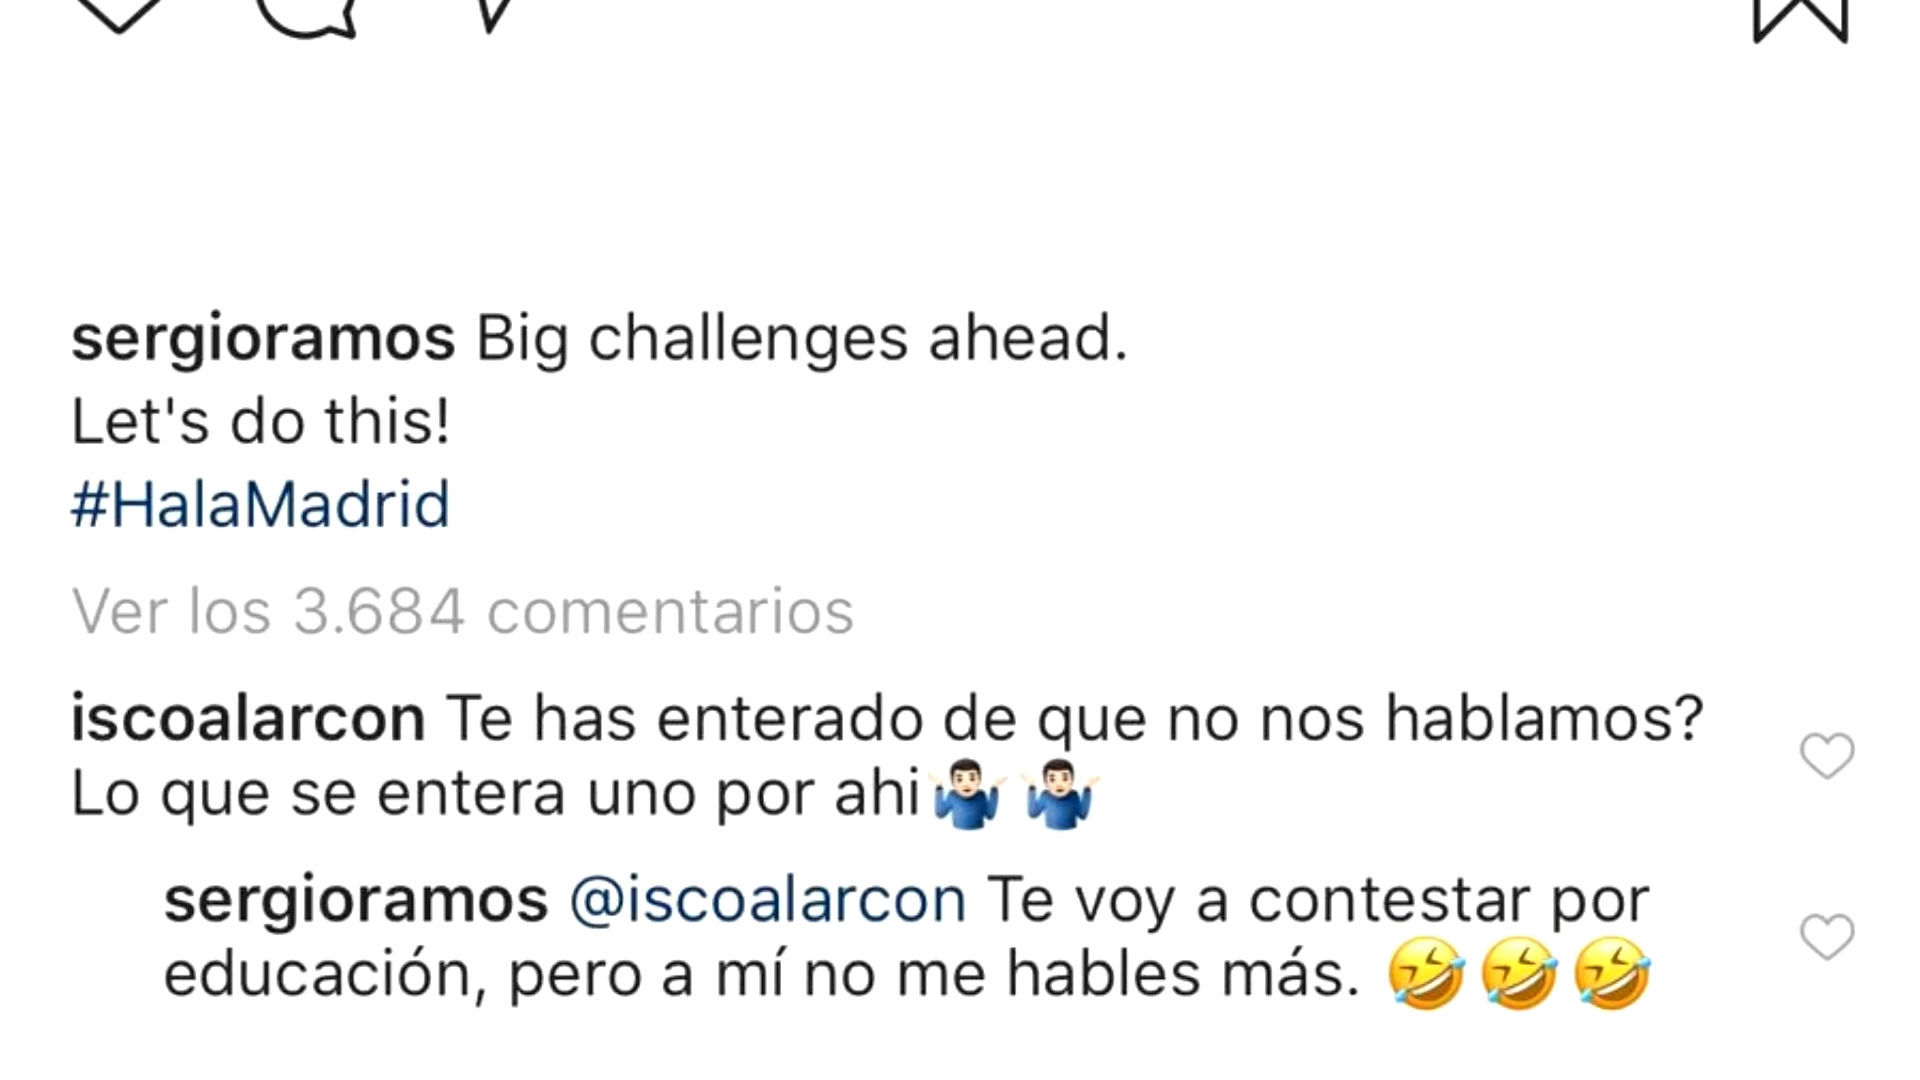 sergioramos Big challenges ahead.
Let's do this!
#HalaMadrid
Ver los 3.684 comentarios
iscoalarcon Te has enterado de que no nos hablamos?
Lo que se entera uno por ahi🤷🏻‍♂️🤷🏻‍♂️
sergioramos @iscoalarcon Te voy a contestar por
educación, pero a mí no me hables más. 🤣🤣🤣